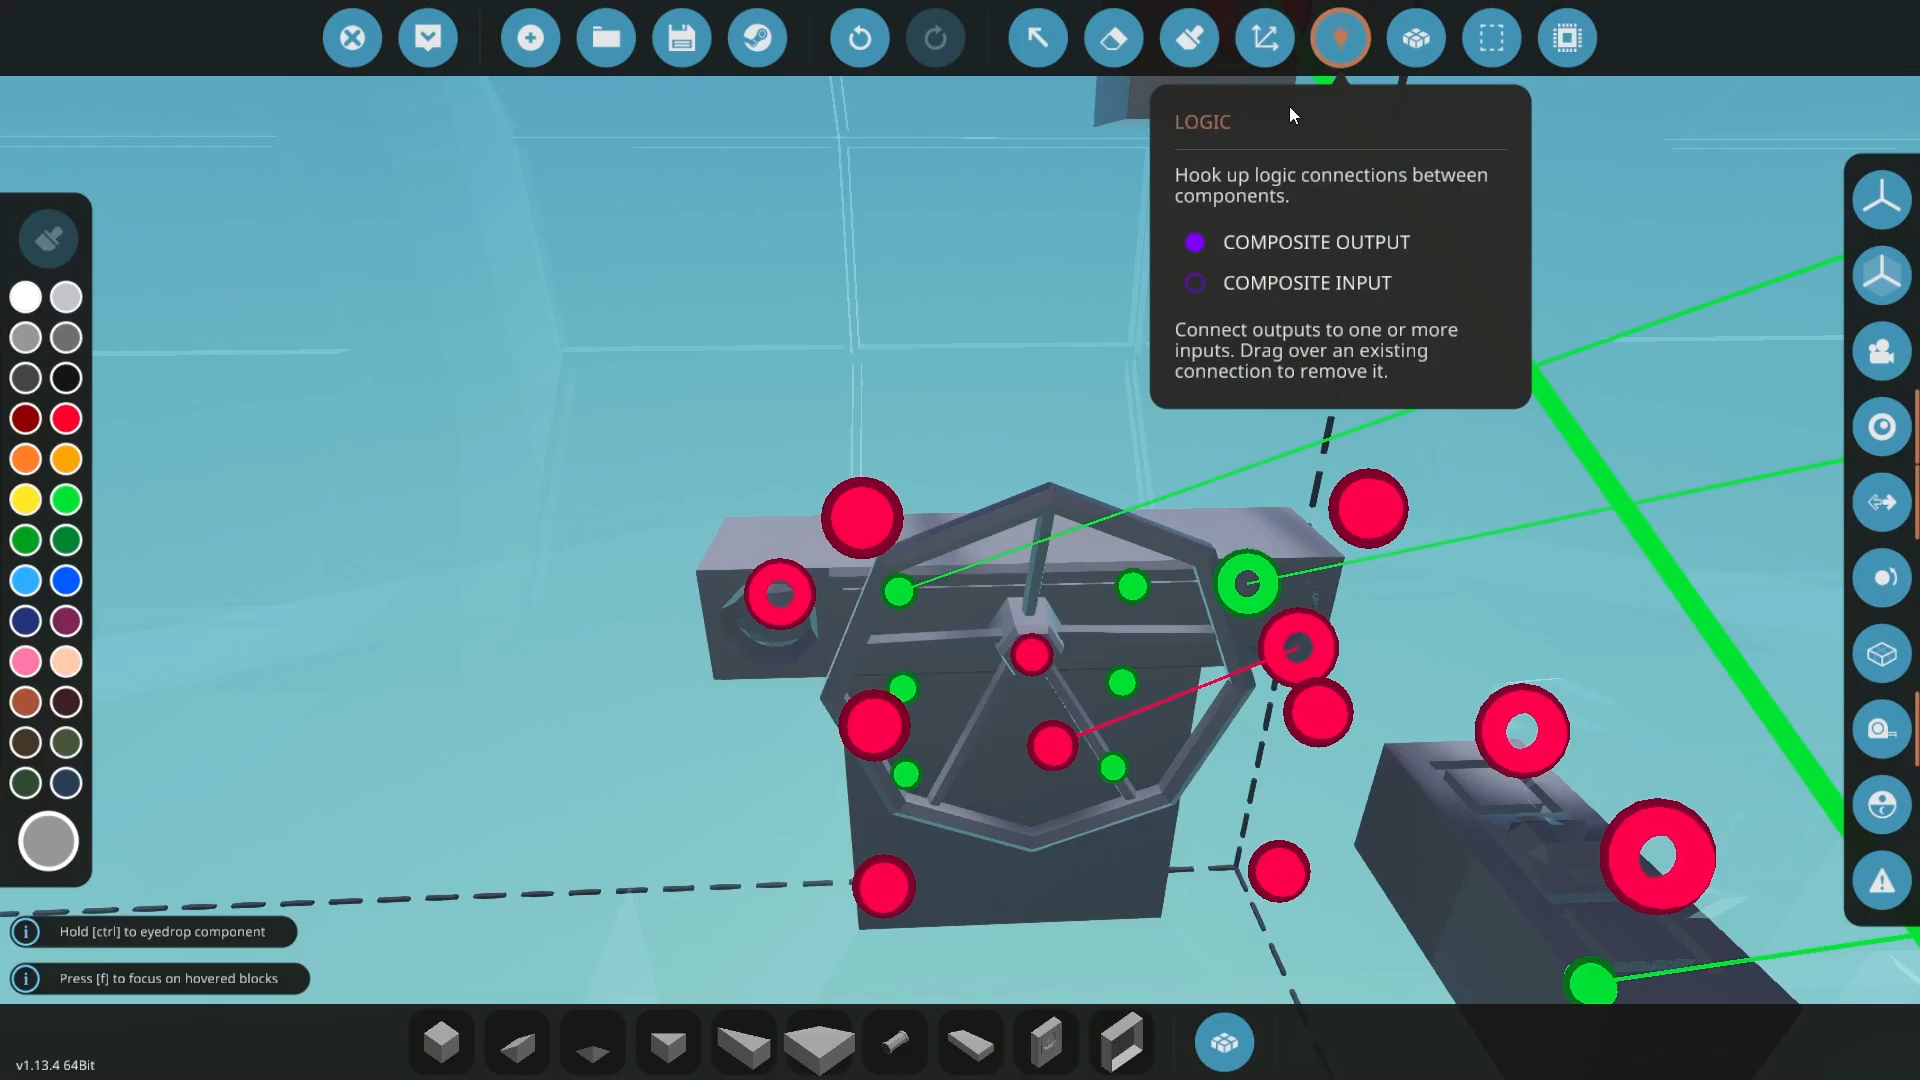 LOGIC
Hook up logic connections between
components.
COMPOSITE OUTPUT
COMPOSITE INPUT
Connect outputs to one or more
inputs. Drag over an existing
connection to remove it.
Hold [ctrl] to eyedrop component
Press [f] to focus on hovered blocks
v1.13.4 64Bit